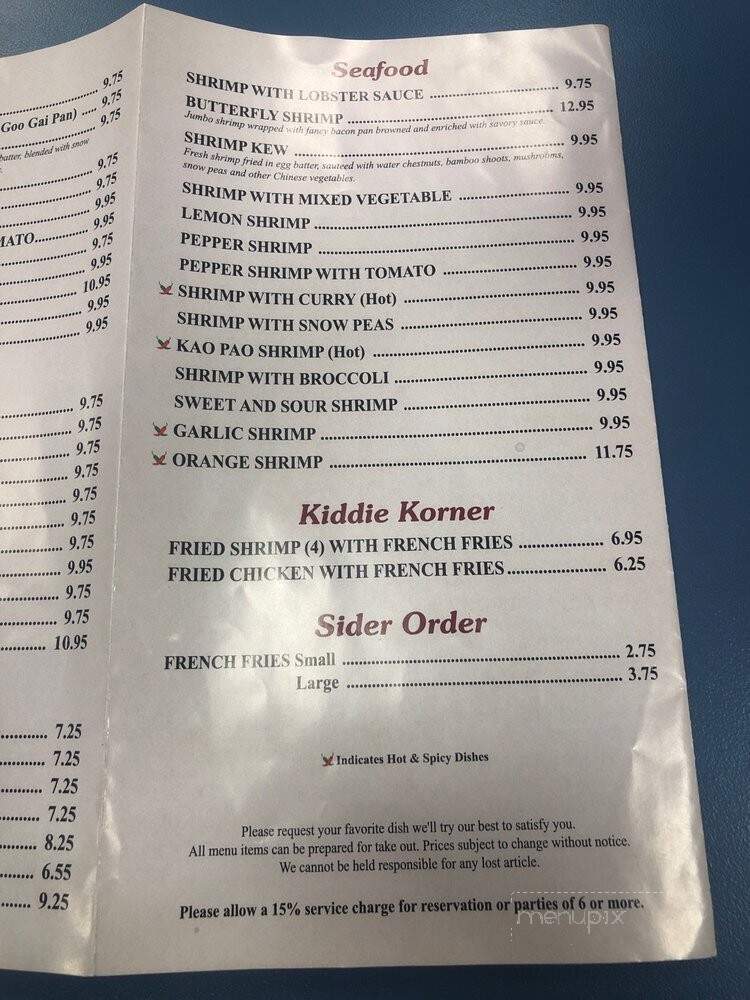 9.75
Goo Gai Pan) ..... 9.75
9.75
batter, blended with snow
9.75
9.75
9.95
MATO............... 9.95
9.75
9.95
10.95
9.95
9.95
9.75
9.75
9.75
9.75
9.75
9.75
9.75
9.95
9.75
9.75
10.95
7.25
7.25
7.25
7.25
8.25
6.55
9.25
Seafood
SHRIMP WITH LOBSTER SAUCE 9.75
BUTTERFLY SHRIMP 12.95
Jumbo shrimp wrapped with fancy bacon pan browned and enriched with savory sauce.
SHRIMP KEW 9.95
Fresh shrimp fried in egg batter, sauteed with water chestnuts, bamboo shoots, mushrooms,
snow peas and other Chinese vegetables.
SHRIMP WITH MIXED VEGETABLE 9.95
LEMON SHRIMP 9.95
PEPPER SHRIMP 9.95
PEPPER SHRIMP WITH TOMATO 9.95
SHRIMP WITH CURRY (Hot) 9.95
SHRIMP WITH SNOW PEAS 9.95
KAO PAO SHRIMP (Hot) 9.95
SHRIMP WITH BROCCOLI 9.95
SWEET AND SOUR SHRIMP 9.95
GARLIC SHRIMP 9.95
ORANGE SHRIMP 11.75
Kiddie Korner
FRIED SHRIMP (4) WITH FRENCH FRIES 6.95
FRIED CHICKEN WITH FRENCH FRIES 6.25
Sider Order
FRENCH FRIES Small 2.75
Large 3.75
Indicates Hot & Spicy Dishes
Please request your favorite dish we'll try our best to satisfy you.
All menu items can be prepared for take out. Prices subject to change without notice.
We cannot be held responsible for any lost article.
Please allow a 15% service charge for reservation or parties of 6 or more.
menupix